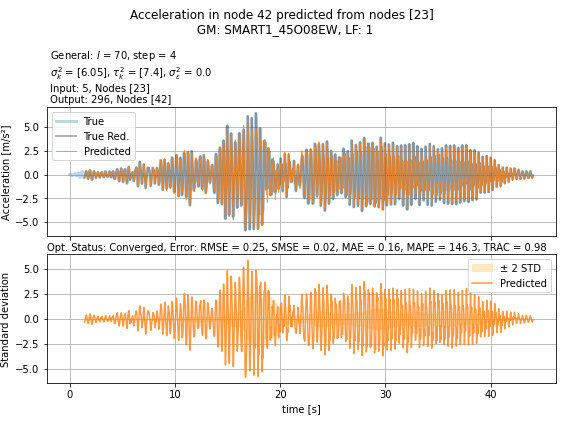 Acceleration in node 42 predicted from nodes [23]
GM: SMART1_45O08EW, LF: 1
General: l = 70, step = 4
σ²ₖ = [6.05], τ²ₖ = [7.4], σ²ₜ = 0.0
Input: 5, Nodes [23]
Output: 296, Nodes [42]
True
True Red.
Predicted
5.0
2.5
0.0
−2.5
−5.0
Acceleration [m/s²]
Opt. Status: Converged, Error: RMSE = 0.25, SMSE = 0.02, MAE = 0.16, MAPE = 146.3, TRAC = 0.98
± 2 STD
Predicted
5.0
2.5
0.0
−2.5
−5.0
Standard deviation
0 10 20 30 40
time [s]